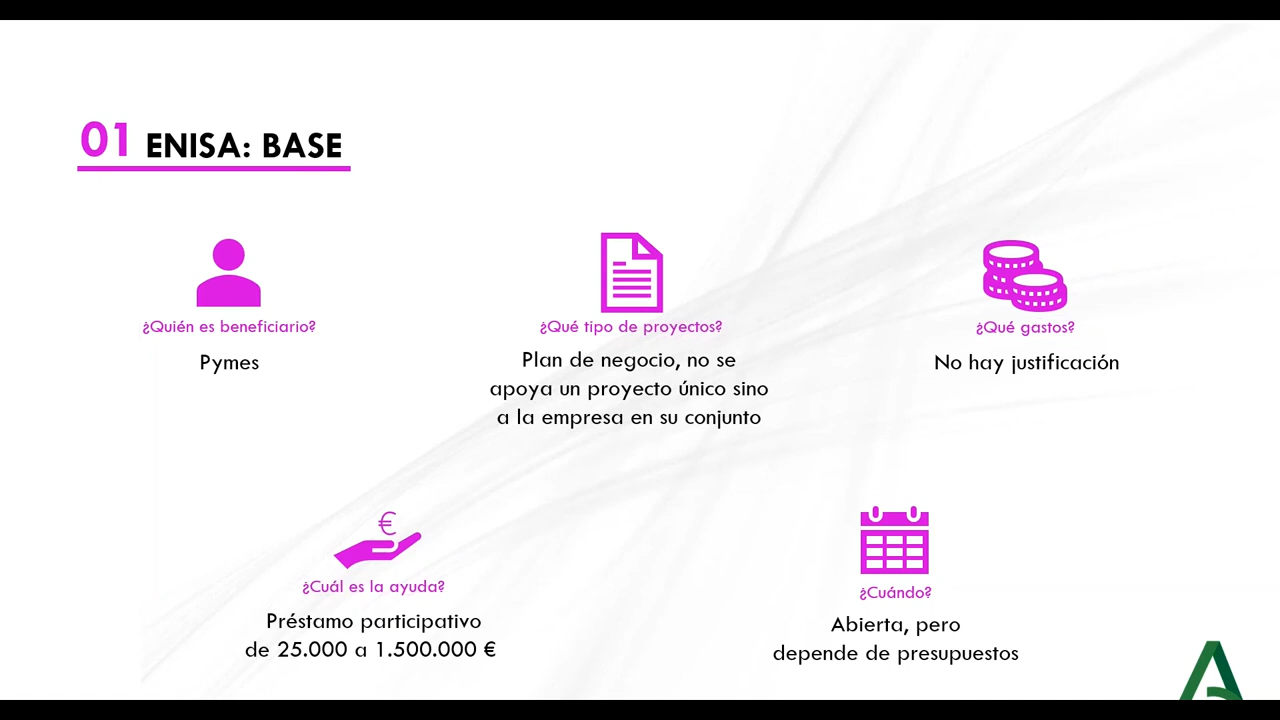 01 ENISA: BASE
¿Quién es beneficiario?
Pymes
¿Qué tipo de proyectos?
Plan de negocio, no se
apoya un proyecto único sino
a la empresa en su conjunto
¿Qué gastos?
No hay justificación
€
¿Cuál es la ayuda?
Préstamo participativo
de 25.000 a 1.500.000 €
¿Cuándo?
Abierta, pero
depende de presupuestos